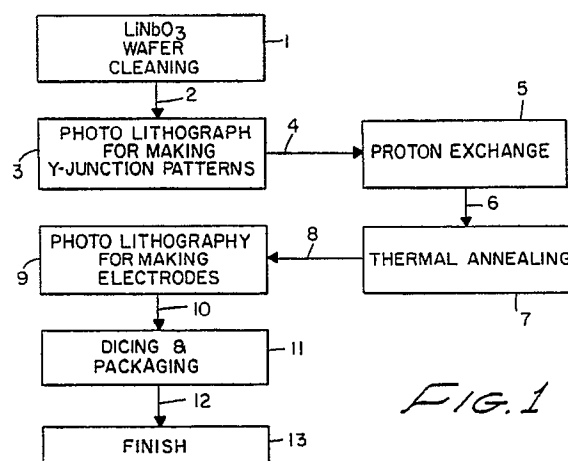 LiNbO3
WAFER
CLEANING
1
2
PHOTO LITHOGRAPH
FOR MAKING
Y-JUNCTION PATTERNS
3
4
5
PROTON EXCHANGE
6
THERMAL ANNEALING
7
8
PHOTO LITHOGRAPHY
FOR MAKING
ELECTRODES
9
10
DICING &
PACKAGING
11
12
FINISH
13
FIG. 1